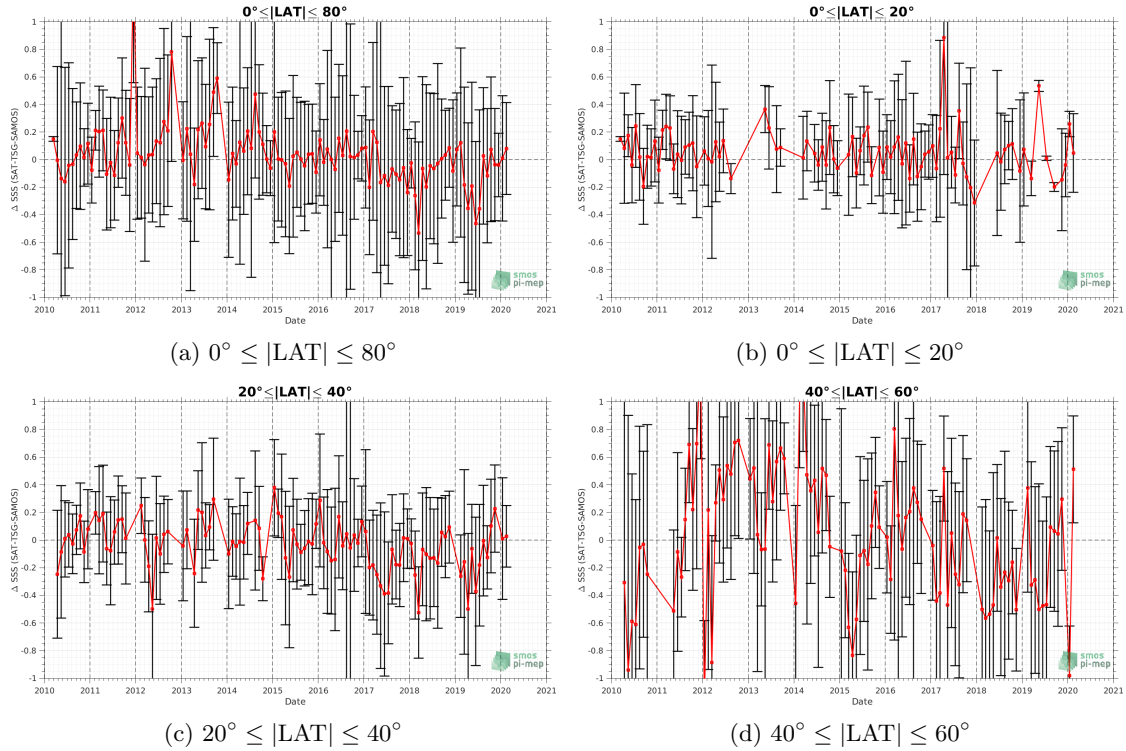 0°≤|LAT|≤ 80°
Δ SSS (SAT-TSG-SAMOS)
1
0.8
0.6
0.4
0.2
0
-0.2
-0.4
-0.6
-0.8
-1
2010 2011 2012 2013 2014 2015 2016 2017 2018 2019 2020 2021
Date
smos
pi-mep
(a) 0° ≤ |LAT| ≤ 80°
0°≤|LAT|≤ 20°
Δ SSS (SAT-TSG-SAMOS)
1
0.8
0.6
0.4
0.2
0
-0.2
-0.4
-0.6
-0.8
-1
2010 2011 2012 2013 2014 2015 2016 2017 2018 2019 2020 2021
Date
smos
pi-mep
(b) 0° ≤ |LAT| ≤ 20°
20°≤|LAT|≤ 40°
Δ SSS (SAT-TSG-SAMOS)
1
0.8
0.6
0.4
0.2
0
-0.2
-0.4
-0.6
-0.8
-1
2010 2011 2012 2013 2014 2015 2016 2017 2018 2019 2020 2021
Date
smos
pi-mep
(c) 20° ≤ |LAT| ≤ 40°
40°≤|LAT|≤ 60°
Δ SSS (SAT-TSG-SAMOS)
1
0.8
0.6
0.4
0.2
0
-0.2
-0.4
-0.6
-0.8
-1
2010 2011 2012 2013 2014 2015 2016 2017 2018 2019 2020 2021
Date
smos
pi-mep
(d) 40° ≤ |LAT| ≤ 60°